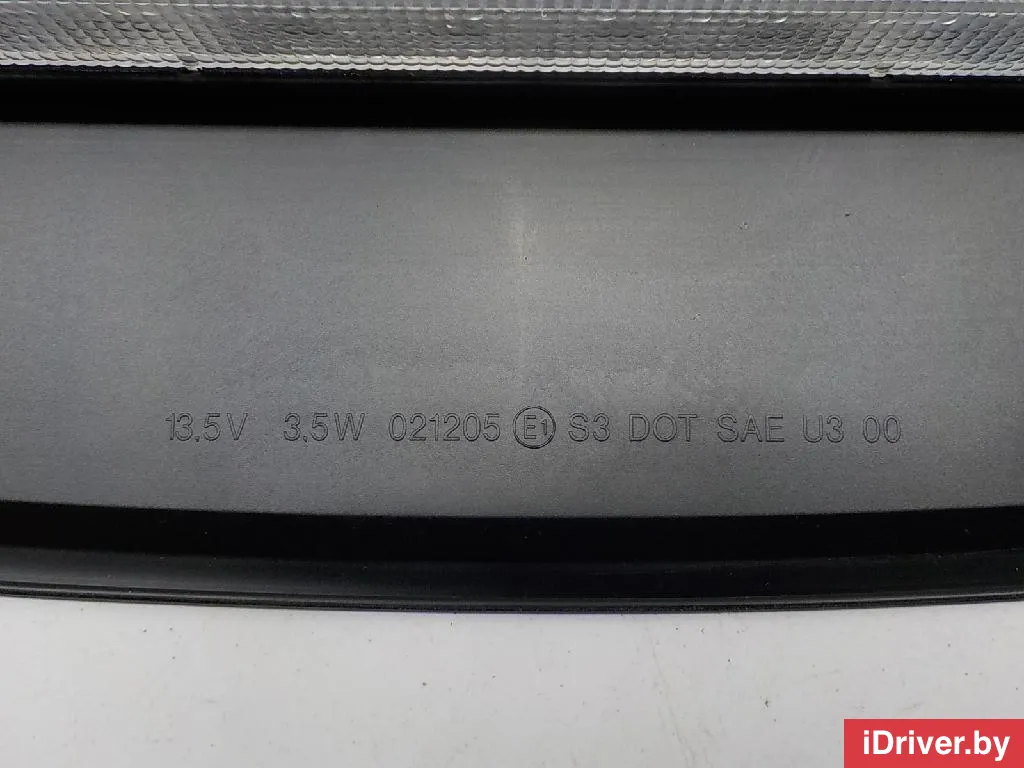 13,5V 3,5W 021205 E1 S3 DOT SAE U3 00
iDriver.by